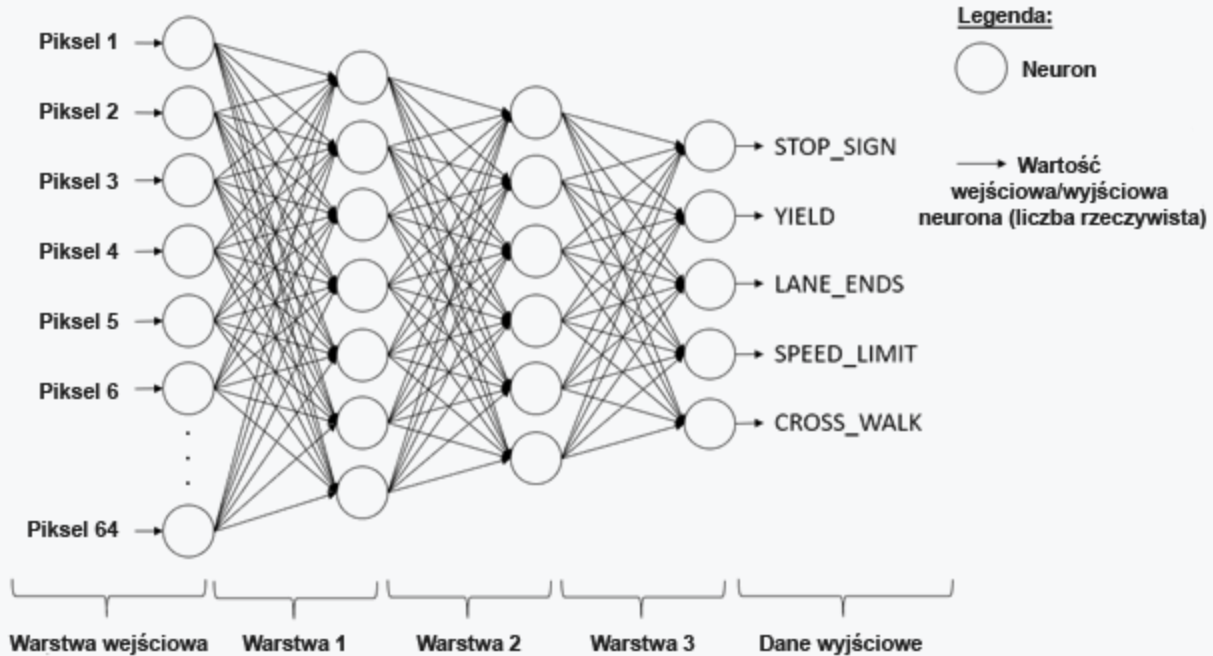 Legenda:
Piksel 1
Neuron
Piksel 2
STOP_SIGN
Wartość
wejściowa/wyjściowa
neurona (liczba rzeczywista)
Piksel 3
YIELD
Piksel 4
LANE_ENDS
Piksel 5
SPEED_LIMIT
Piksel 6
CROSS_WALK
Piksel 64
Warstwa wejściowa
Warstwa 1
Warstwa 2
Warstwa 3
Dane wyjściowe